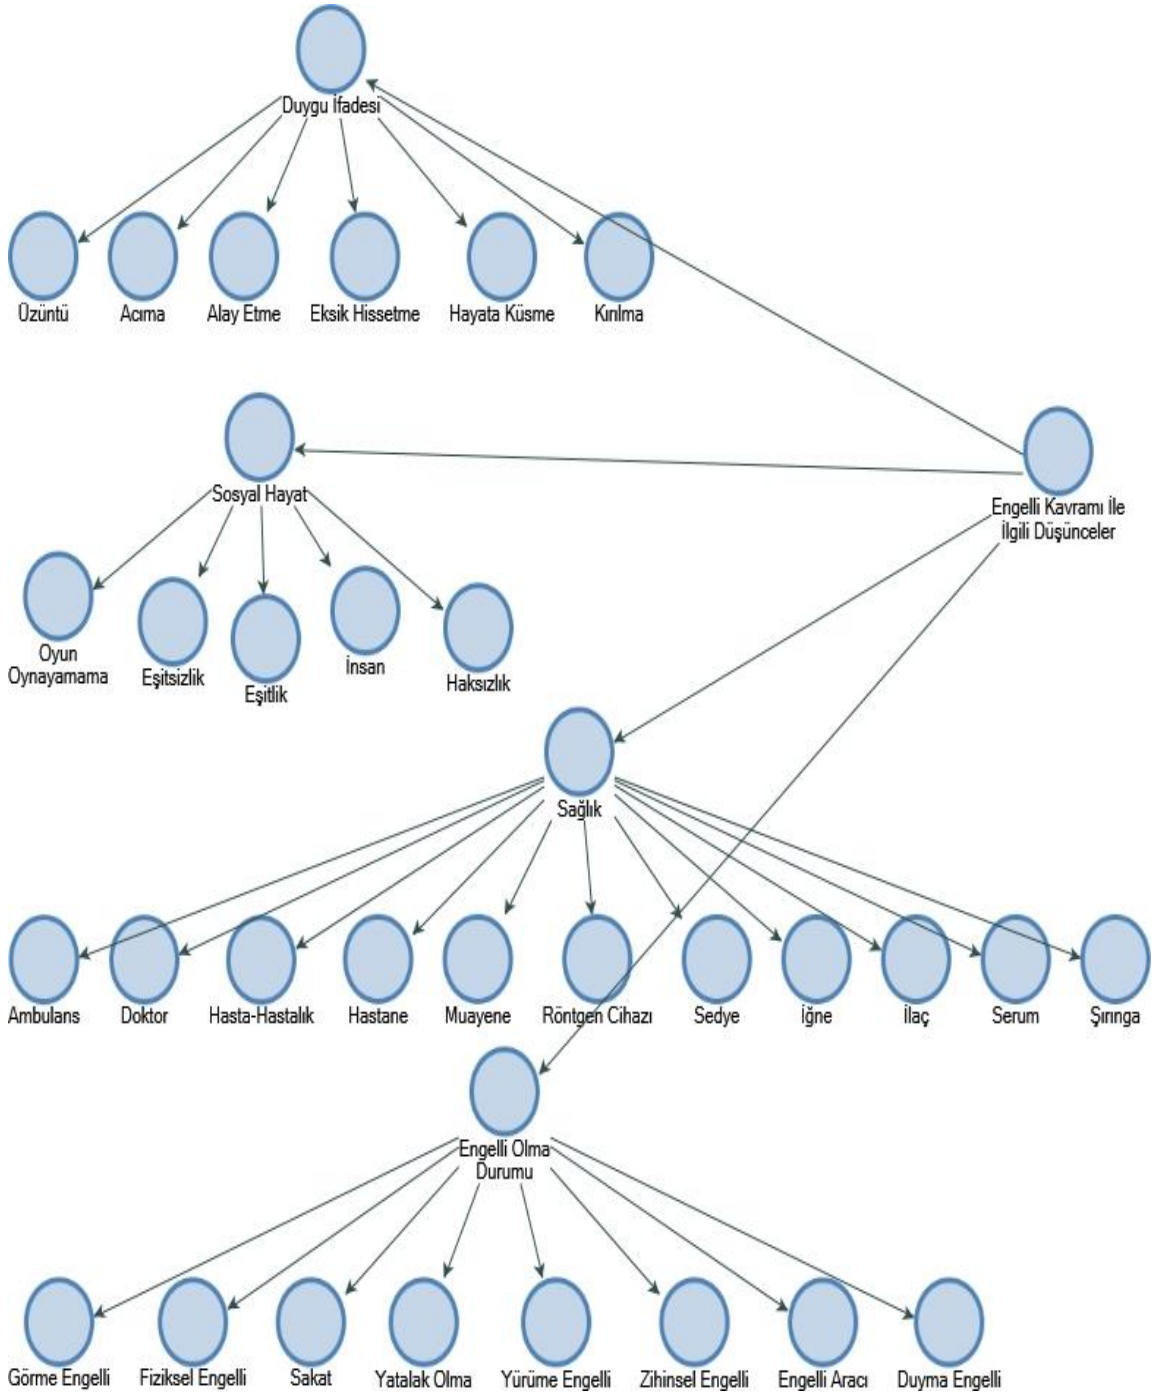 Duygu İfadesi
Üzüntü
Acıma
Alay Etme
Eksik Hissetme
Hayata Küsme
Kırılma
Sosyal Hayat
Engelli Kavramı İle
İlgili Düşünceler
Oyun
Oynayamama
Eşitsizlik
Eşitlik
İnsan
Haksızlık
Sağlık
Ambulans
Doktor
Hasta-Hastalık
Hastane
Muayene
Röntgen Cihazı
Sedye
İğne
İlaç
Serum
Şırınga
Engelli Olma
Durumu
Görme Engelli
Fiziksel Engelli
Sakat
Yatalak Olma
Yürüme Engelli
Zihinsel Engelli
Engelli Aracı
Duyma Engelli